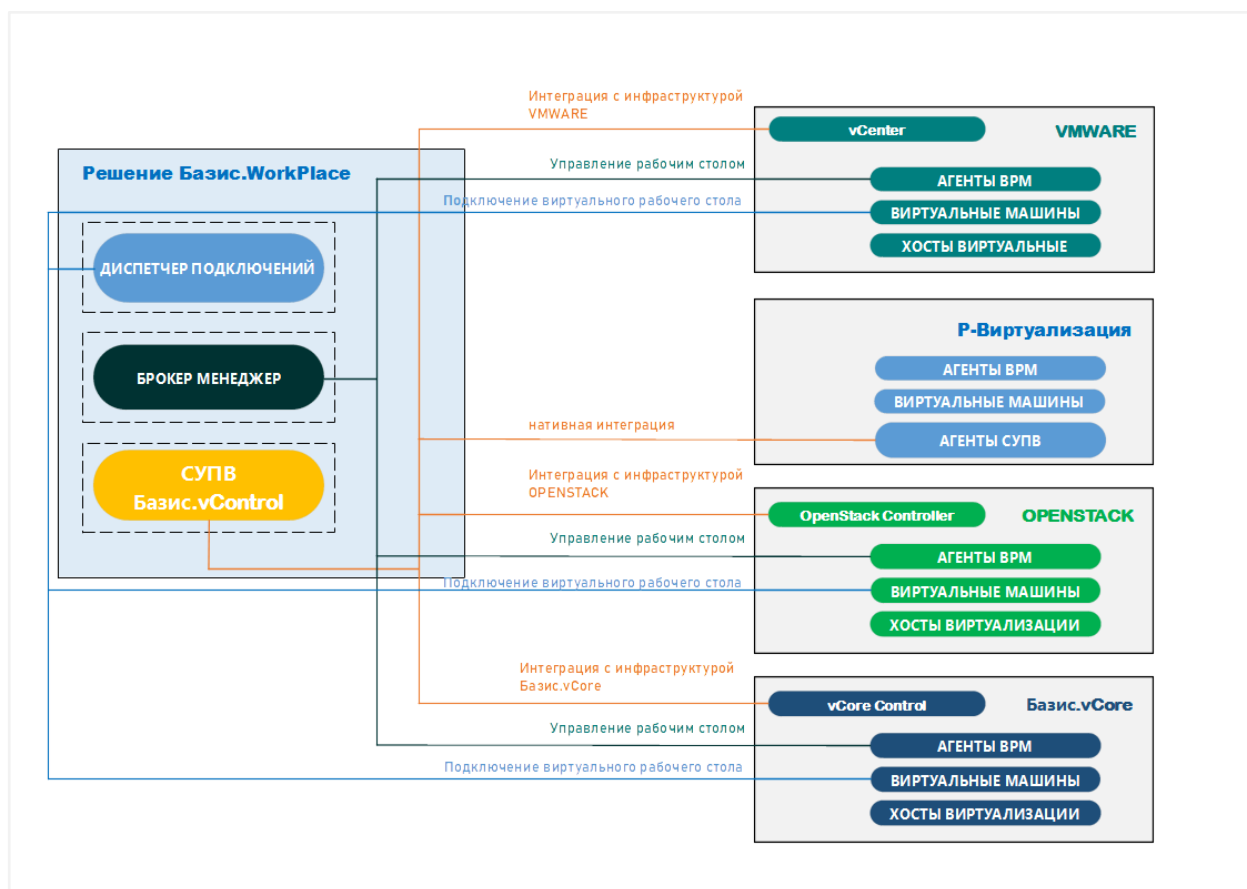 Решение Базис.WorkPlace
ДИСПЕТЧЕР ПОДКЛЮЧЕНИЙ
БРОКЕР МЕНЕДЖЕР
СУПВ
Базис.vControl
Интеграция с инфраструктурой
VMWARE
Управление рабочим столом
Подключение виртуального рабочего стола
vCenter
VMWARE
АГЕНТЫ ВРМ
ВИРТУАЛЬНЫЕ МАШИНЫ
ХОСТЫ ВИРТУАЛЬНЫЕ
нативная интеграция
Р-Виртуализация
АГЕНТЫ ВРМ
ВИРТУАЛЬНЫЕ МАШИНЫ
АГЕНТЫ СУПВ
Интеграция с инфраструктурой
OPENSTACK
Управление рабочим столом
Подключение виртуального рабочего стола
OpenStack Controller
OPENSTACK
АГЕНТЫ ВРМ
ВИРТУАЛЬНЫЕ МАШИНЫ
ХОСТЫ ВИРТУАЛИЗАЦИИ
Интеграция с инфраструктурой
Базис.vCore
Управление рабочим столом
Подключение виртуального рабочего стола
vCore Control
Базис.vCore
АГЕНТЫ ВРМ
ВИРТУАЛЬНЫЕ МАШИНЫ
ХОСТЫ ВИРТУАЛИЗАЦИИ